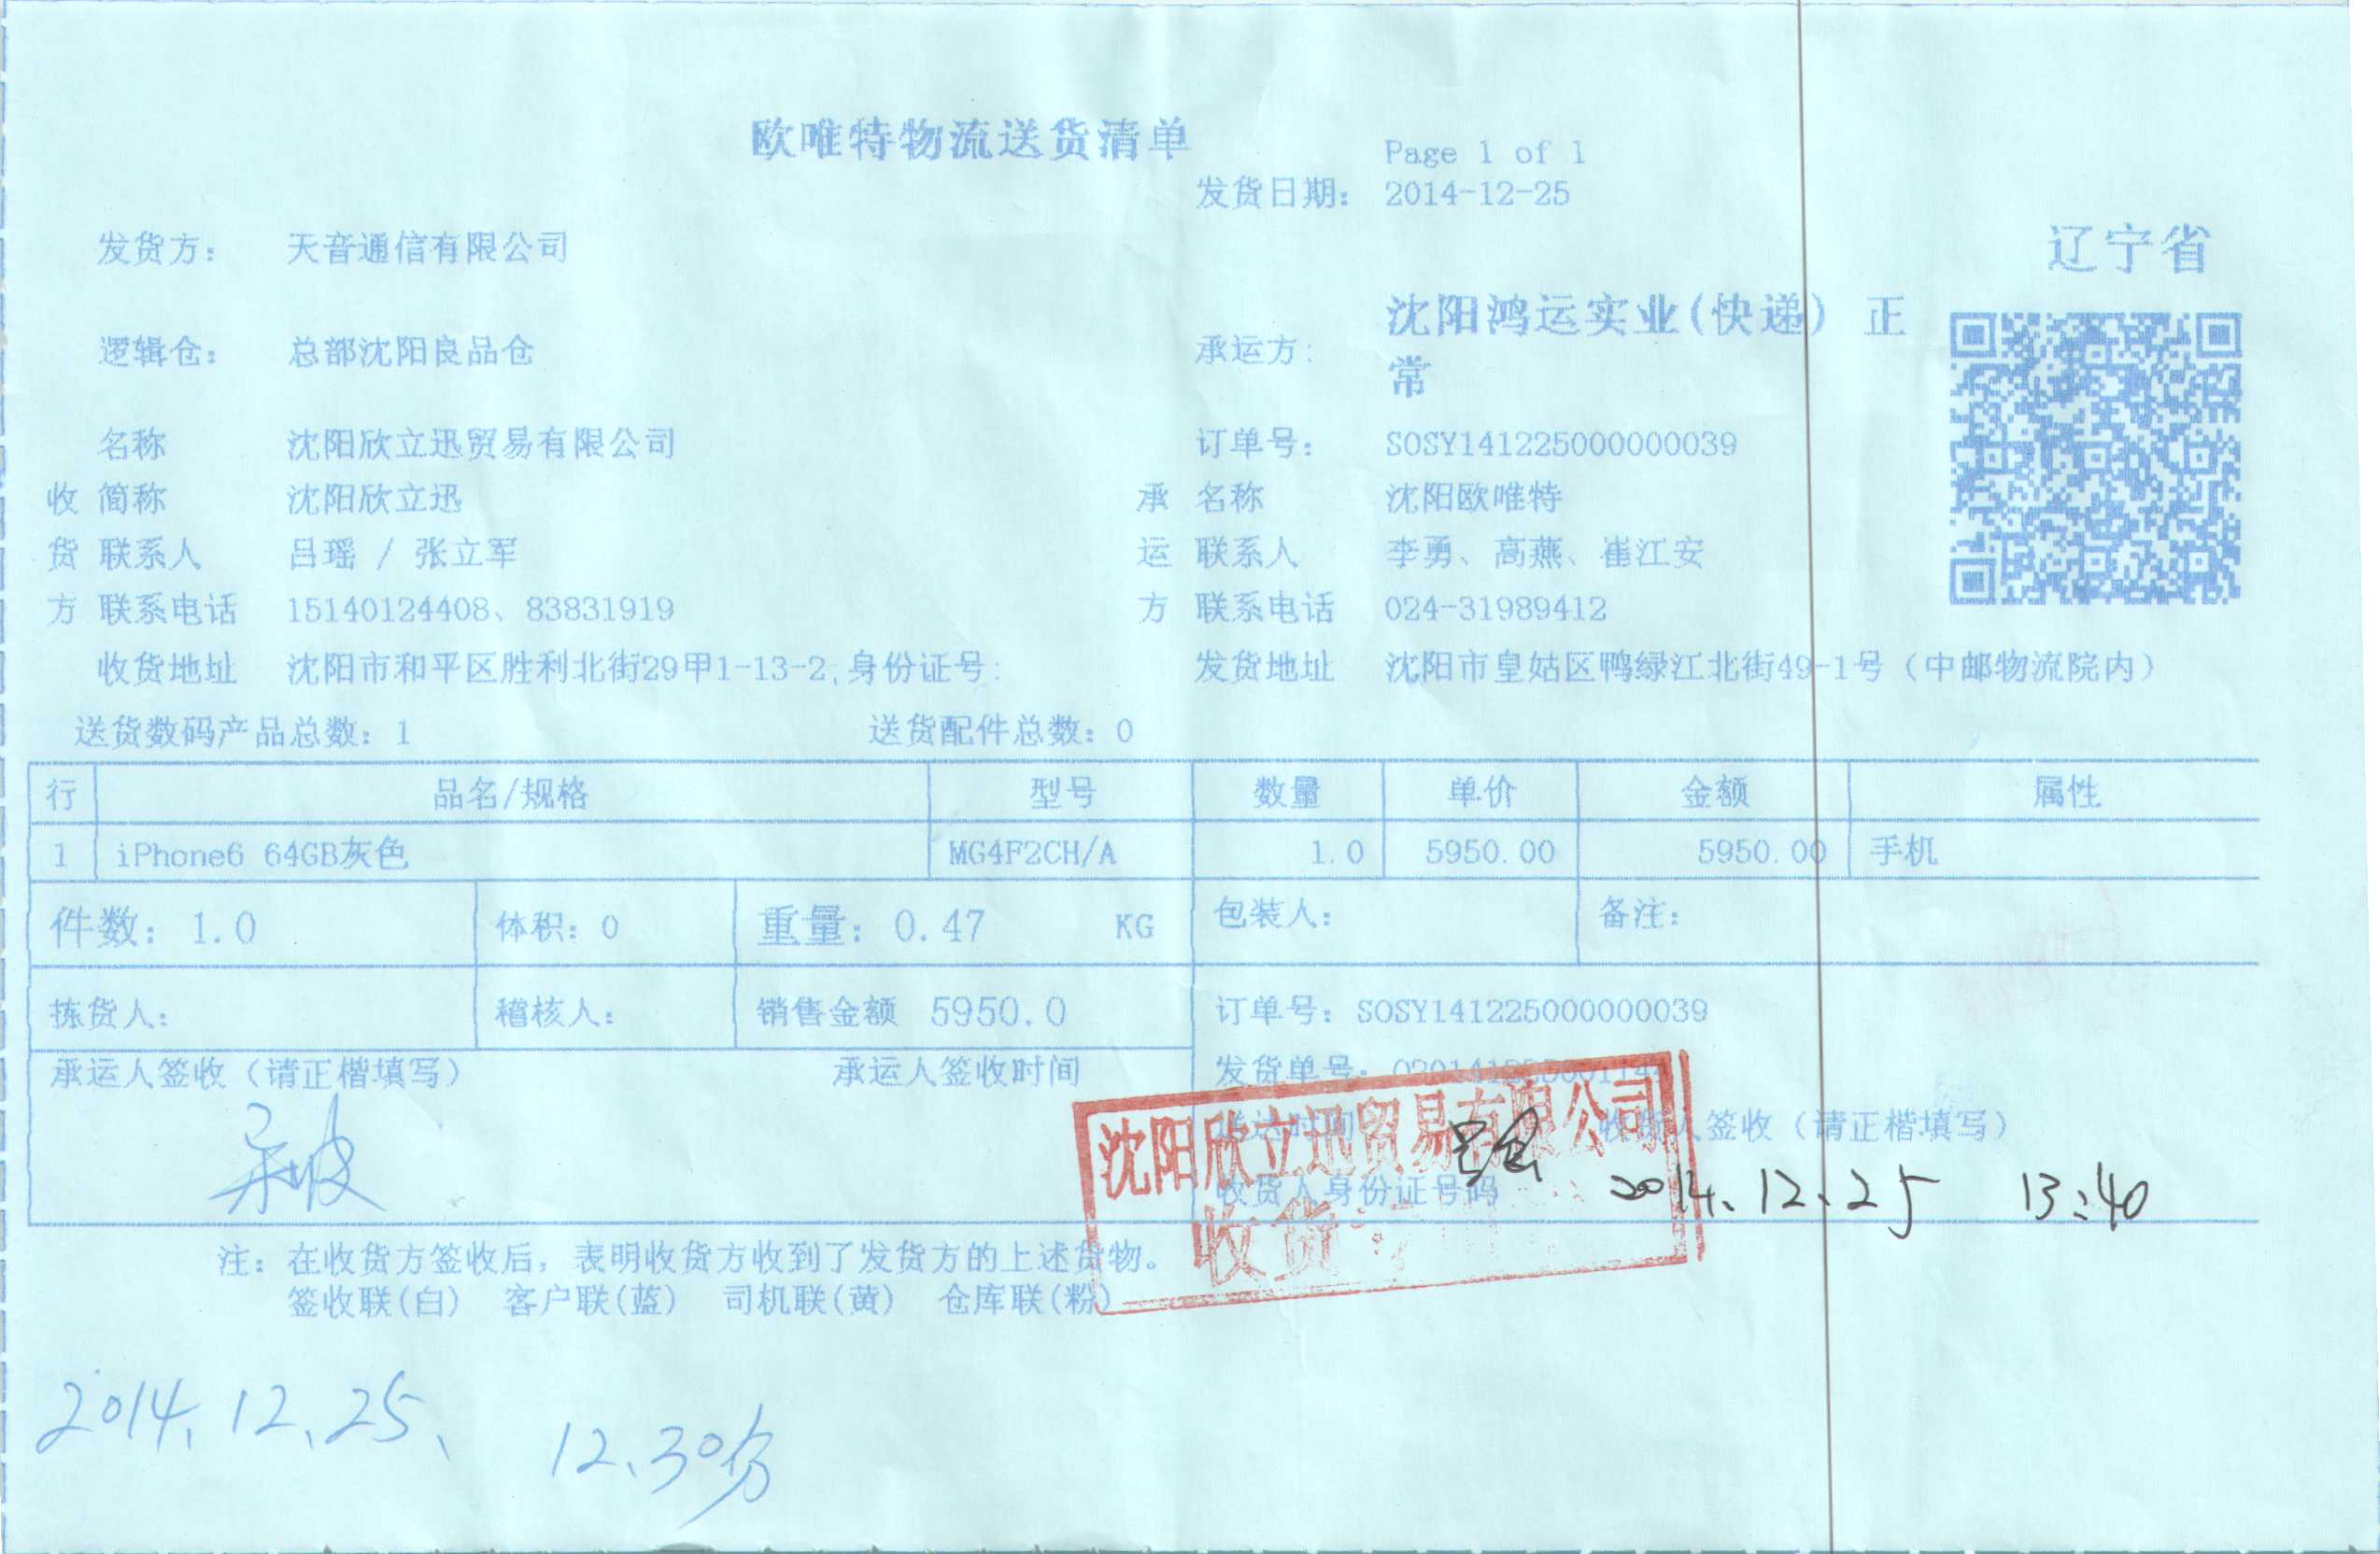 欧唯特物流送货清单
Page 1 of 1
发货日期: 2014-12-25
发货方: 天音通信有限公司
辽宁省
逻辑仓: 总部沈阳良品仓
承运方: 沈阳鸿运实业(快递) 正
常
名称 沈阳欣立迅贸易有限公司 订单号: SOSY141225000000039
收 简称 沈阳欣立迅 承 名称 沈阳欧唯特
货 联系人 吕瑶 / 张立军 运 联系人 李勇、高燕、崔江安
方 联系电话 15140124408、83831919 方 联系电话 024-31989412
收货地址 沈阳市和平区胜利北街29甲1-13-2;身份证号: 发货地址 沈阳市皇姑区鸭绿江北街49-1号（中邮物流院内）
送货数码产品总数: 1 送货配件总数: 0
行 品名/规格 型号 数量 单价 金额 属性
1 iPhone6 64GB灰色 MG4F2CH/A 1.0 5950.00 5950.00 手机
件数: 1.0 体积: 0 重量: 0.47 KG 包装人: 备注:
拣货人: 稽核人: 销售金额 5950.0 订单号: SOSY141225000000039
承运人签收（请正楷填写） 承运人签收时间 发货单号:
送达时间 收货人签收（请正楷填写）
沈阳欣立迅贸易有限公司
收货人身份证号码
2014.12.25 13:40
收货
注: 在收货方签收后，表明收货方收到了发货方的上述货物。
签收联(白) 客户联(蓝) 司机联(黄) 仓库联(粉)
2014、12、25、 12、30分